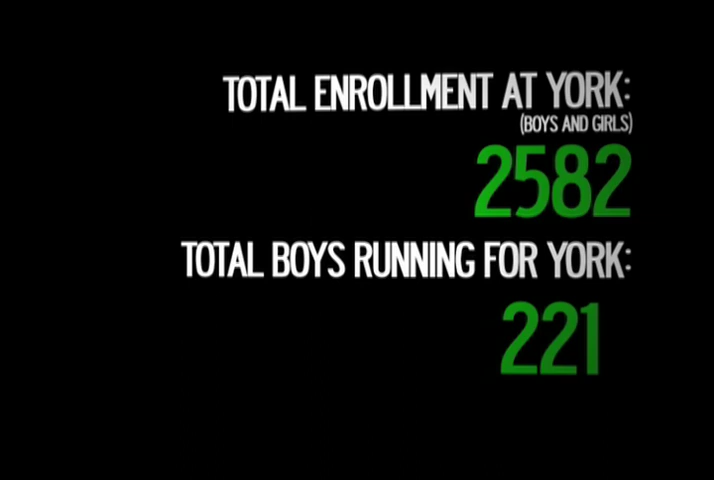 TOTAL ENROLLMENT AT YORK:
(BOYS AND GIRLS)
2582
TOTAL BOYS RUNNING FOR YORK:
221